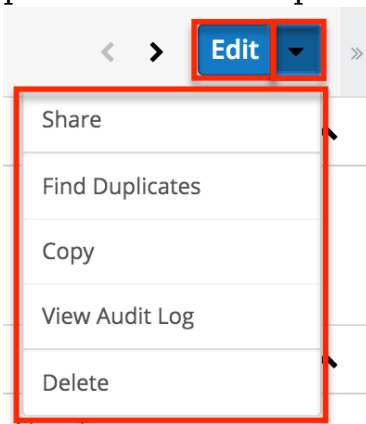 Edit
Share
Find Duplicates
Copy
View Audit Log
Delete